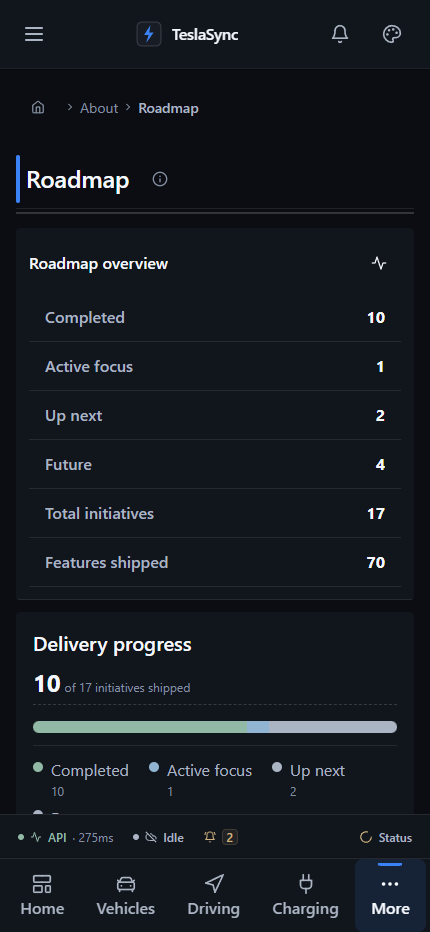 TeslaSync
About Roadmap
Roadmap
Roadmap overview
Completed 10
Active focus 1
Up next 2
Future 4
Total initiatives 17
Features shipped 70
Delivery progress
10 of 17 initiatives shipped
Completed Active focus Up next
10 1 2
API · 275ms Idle 2 Status
Home Vehicles Driving Charging More